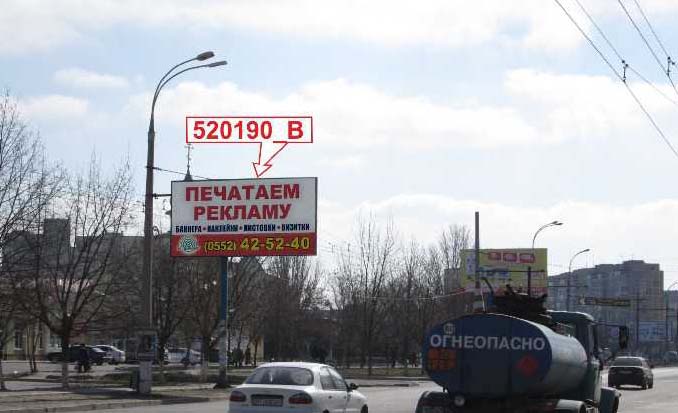 520190 В
ПЕЧАТАЕМ
РЕКЛАМУ
БАННЕРА • НАКЛЕЙКИ • ЛИСТОВКИ • ВИЗИТКИ
(0552) 42-52-40
ОГНЕОПАСНО